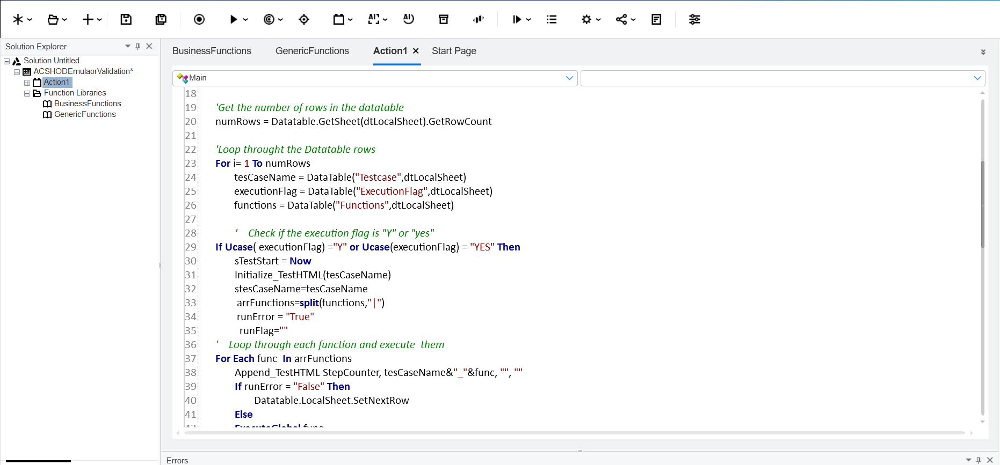 AI
AI
Solution Explorer
Solution Untitled
ACSHODEmulaorValidation*
Action1
Function Libraries
BusinessFunctions
GenericFunctions
BusinessFunctions GenericFunctions Action1 Start Page
Main
18
19 'Get the number of rows in the datatable
20 numRows = Datatable.GetSheet(dtLocalSheet).GetRowCount
21
22 'Loop throught the Datatable rows
23 For i= 1 To numRows
24 tesCaseName = DataTable("Testcase",dtLocalSheet)
25 executionFlag = DataTable("ExecutionFlag",dtLocalSheet)
26 functions = DataTable("Functions",dtLocalSheet)
27
28 ' Check if the execution flag is "Y" or "yes"
29 If Ucase( executionFlag) ="Y" or Ucase(executionFlag) = "YES" Then
30 sTestStart = Now
31 Initialize_TestHTML(tesCaseName)
32 stesCaseName=tesCaseName
33 arrFunctions=split(functions,"|")
34 runError = "True"
35 runFlag=""
36 ' Loop through each function and execute them
37 For Each func In arrFunctions
38 Append_TestHTML StepCounter, tesCaseName&"_"&func, "", ""
39 If runError = "False" Then
40 Datatable.LocalSheet.SetNextRow
41 Else
42 ExecuteGlobal func
Errors